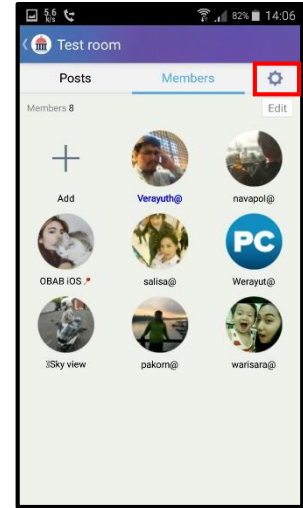 5.6 K/s 82% 14:06
Test room
Posts Members
Members 8 Edit
Add Verayuth@ navapol@
PC
OBAB iOS salisa@ Werayut@
Sky view pakorn@ warisara@